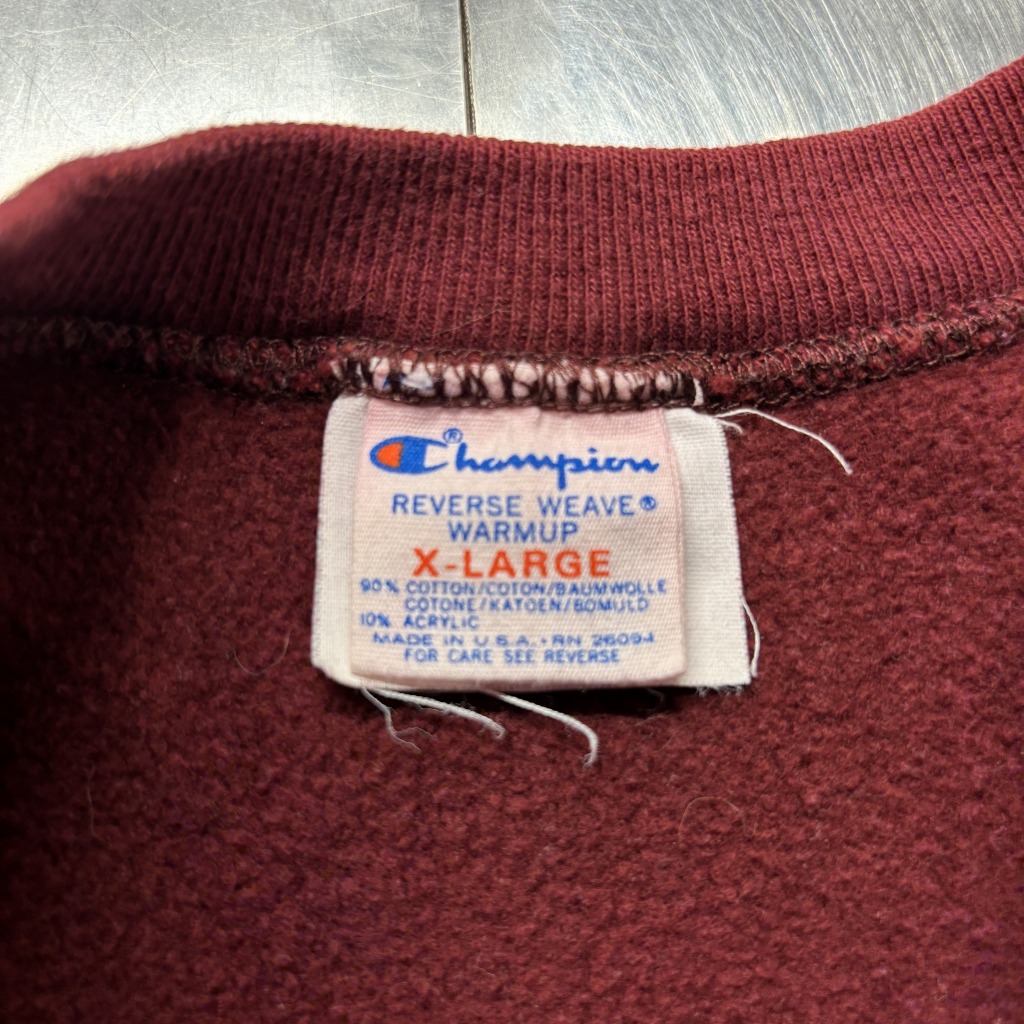 Champion®
REVERSE WEAVE®
WARMUP
X-LARGE
90% COTTON/COTON/BAUMWOLLE
COTONE/KATOEN/BOMULD
10% ACRYLIC
MADE IN U.S.A. • RN 26094
FOR CARE SEE REVERSE